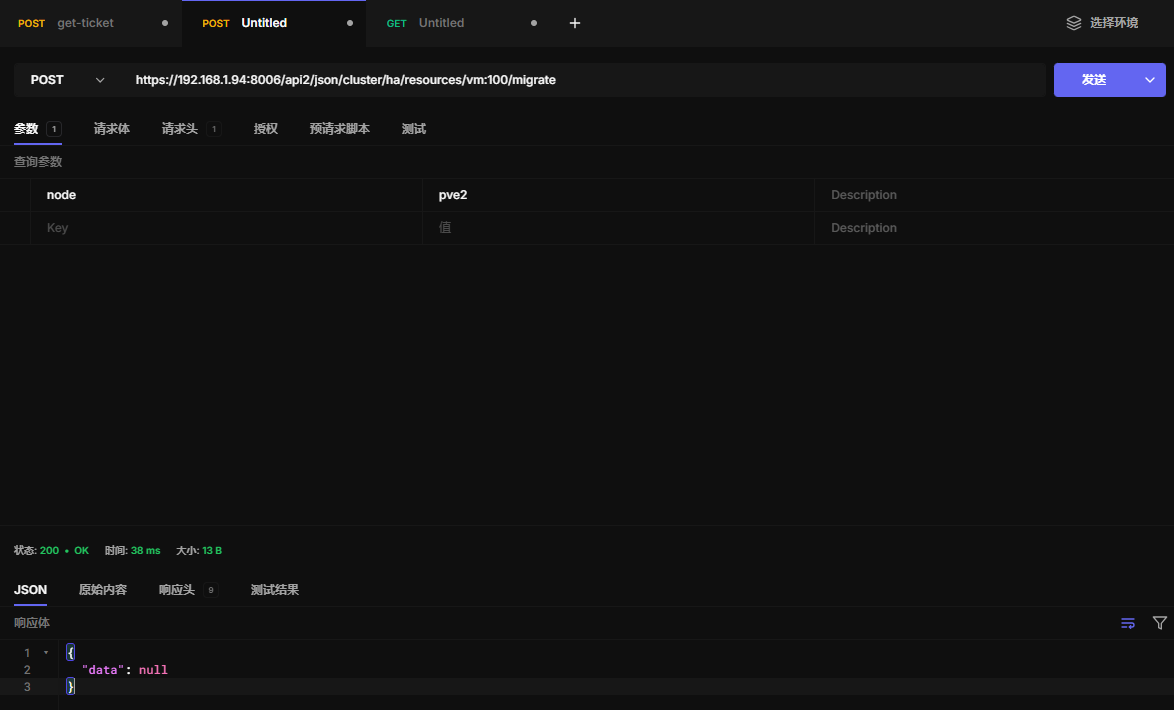 POST get-ticket POST Untitled GET Untitled + 选择环境
POST https://192.168.1.94:8006/api2/json/cluster/ha/resources/vm:100/migrate 发送
参数 1 请求体 请求头 1 授权 预请求脚本 测试
查询参数
node pve2 Description
Key 值 Description
状态: 200 • OK 时间: 38 ms 大小: 13 B
JSON 原始内容 响应头 9 测试结果
响应体
1 {
2 "data": null
3 }